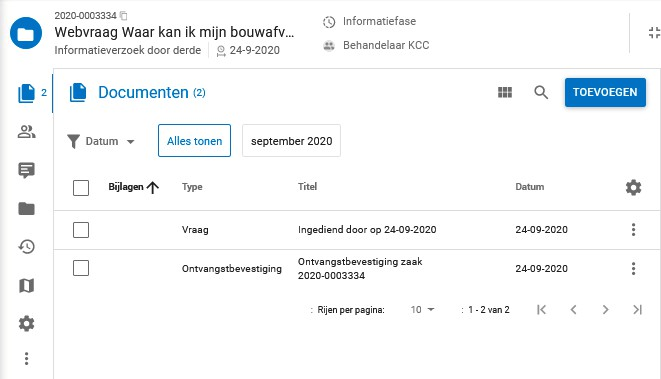 2020-0003334
Webvraag Waar kan ik mijn bouwafv...
Informatieverzoek door derde
24-9-2020
Informatiefase
Behandelaar KCC
2
Documenten (2)
TOEVOEGEN
Datum
Alles tonen
september 2020
Bijlagen Type Titel Datum
Vraag Ingediend door op 24-09-2020 24-09-2020
Ontvangstbevestiging Ontvangstbevestiging zaak 24-09-2020
2020-0003334
: Rijen per pagina: 10 : 1 - 2 van 2